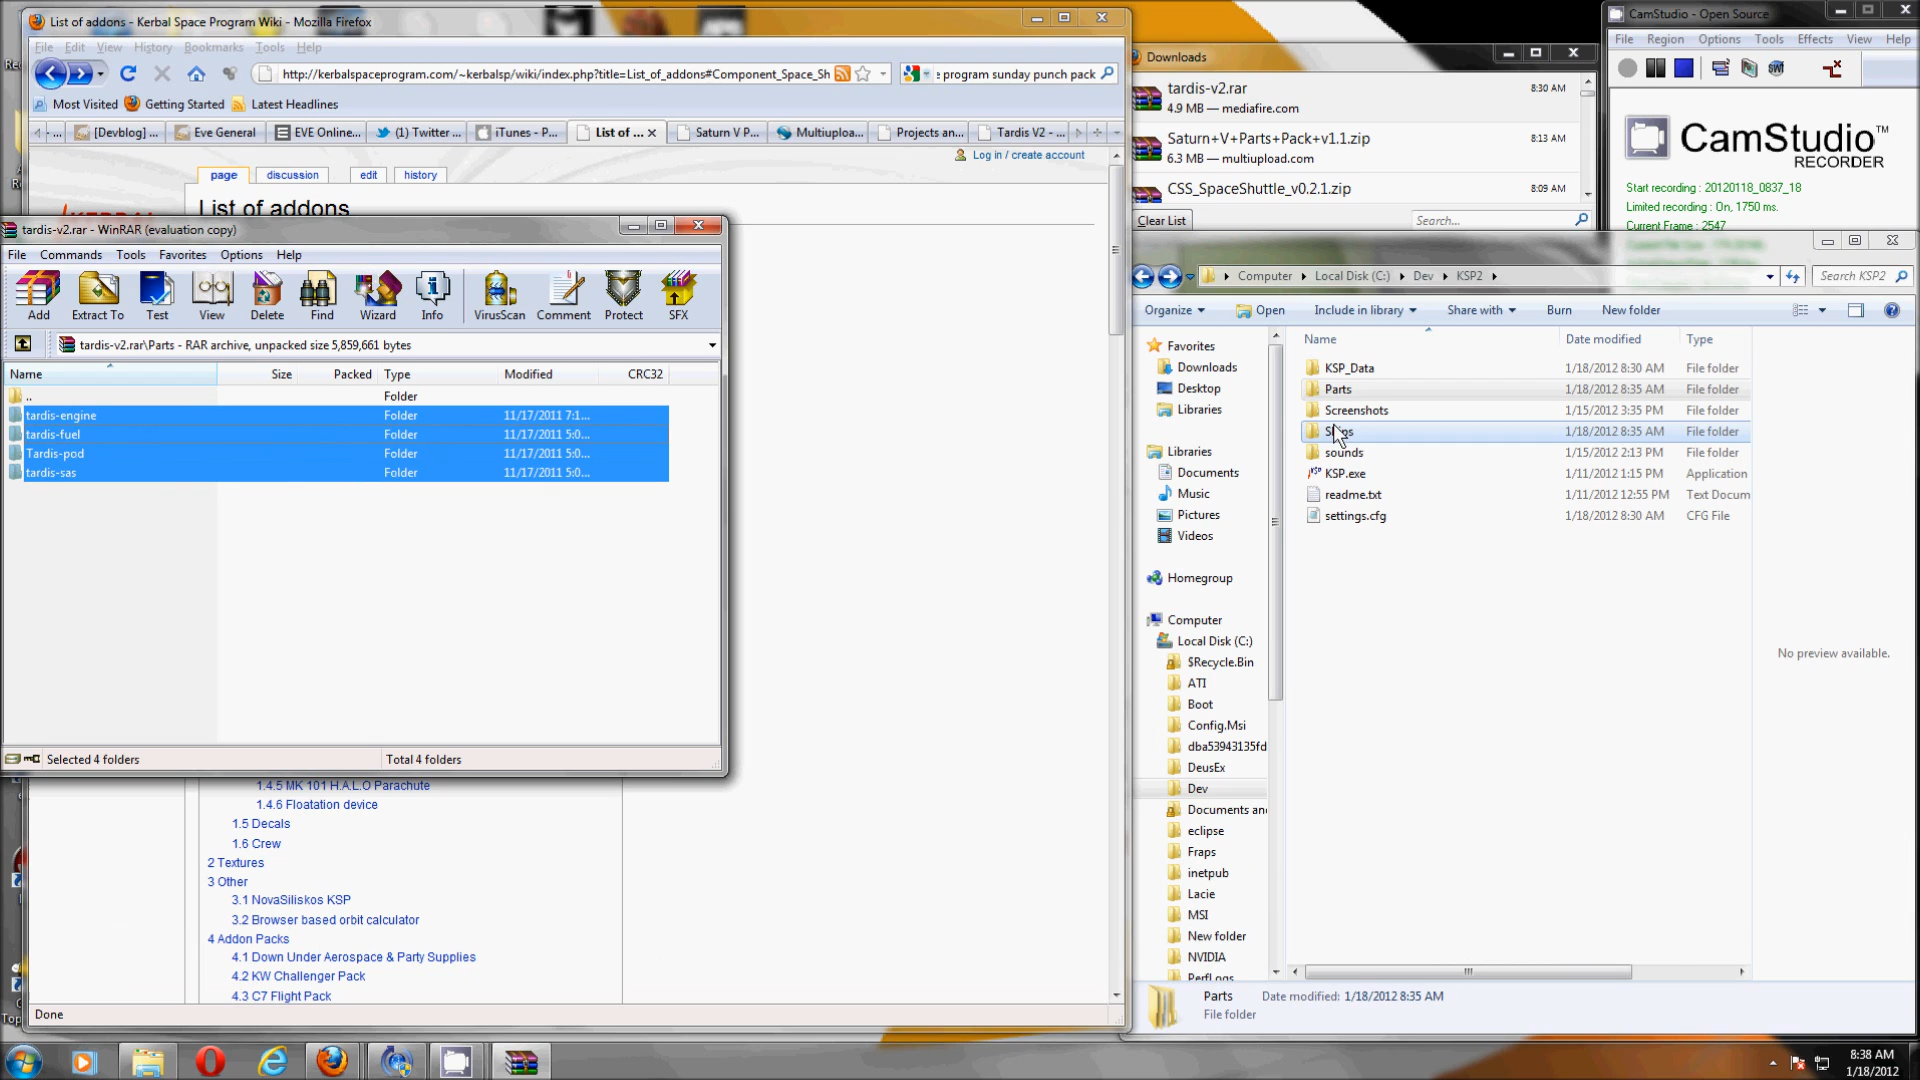 List of addons - Kerbal Space Program Wiki - Mozilla Firefox
File Edit View History Bookmarks Tools Help
http://kerbalspaceprogram.com/~kerbalsp/wiki/index.php?title=List_of_addons#Component_Space_Sh
program sunday punch pack
Most Visited Getting Started Latest Headlines
[Devblog] ... Eve General EVE Online... (1) Twitter ... iTunes - P... List of ... Saturn V P... Multiuploa... Projects an... Tardis V2 - ...
Log in / create account
page discussion edit history
List of addons
tardis-v2.rar - WinRAR (evaluation copy)
File Commands Tools Favorites Options Help
Add Extract To Test View Delete Find Wizard Info VirusScan Comment Protect SFX
tardis-v2.rar\Parts - RAR archive, unpacked size 5,859,661 bytes
Name Size Packed Type Modified CRC32
.. Folder
tardis-engine Folder 11/17/2011 7:1...
tardis-fuel Folder 11/17/2011 5:0...
Tardis-pod Folder 11/17/2011 5:0...
tardis-sas Folder 11/17/2011 5:0...
Selected 4 folders Total 4 folders
1.4.5 MK 101 H.A.L.O Parachute
1.4.6 Floatation device
1.5 Decals
1.6 Crew
2 Textures
3 Other
3.1 NovaSiliskos KSP
3.2 Browser based orbit calculator
4 Addon Packs
4.1 Down Under Aerospace & Party Supplies
4.2 KW Challenger Pack
4.3 C7 Flight Pack
Done
Downloads
tardis-v2.rar 8:30 AM
4.9 MB — mediafire.com
Saturn+V+Parts+Pack+v1.1.zip 8:13 AM
6.3 MB — multiupload.com
CSS_SpaceShuttle_v0.2.1.zip 8:09 AM
Clear List Search...
CamStudio - Open Source
File Region Options Tools Effects View Help
CamStudio™
RECORDER
Start recording : 20120118_0837_18
Limited recording : On, 1750 ms.
Current Frame : 2547
Computer Local Disk (C:) Dev KSP2 Search KSP2
Organize Open Include in library Share with Burn New folder
Favorites
Downloads
Desktop
Libraries
Libraries
Documents
Music
Pictures
Videos
Homegroup
Computer
Local Disk (C:)
$Recycle.Bin
ATI
Boot
Config.Msi
dba53943135fd
DeusEx
Dev
Documents and
eclipse
Fraps
inetpub
Lacie
MSI
New folder
NVIDIA
PerfLogs
Name Date modified Type
KSP_Data 1/18/2012 8:30 AM File folder
Parts 1/18/2012 8:35 AM File folder
Screenshots 1/15/2012 3:35 PM File folder
1/18/2012 8:35 AM File folder
sounds 1/15/2012 2:13 PM File folder
KSP.exe 1/11/2012 1:15 PM Application
readme.txt 1/11/2012 12:55 PM Text Docum
settings.cfg 1/18/2012 8:30 AM CFG File
No preview available.
Parts Date modified: 1/18/2012 8:35 AM
File folder
8:38 AM
1/18/2012